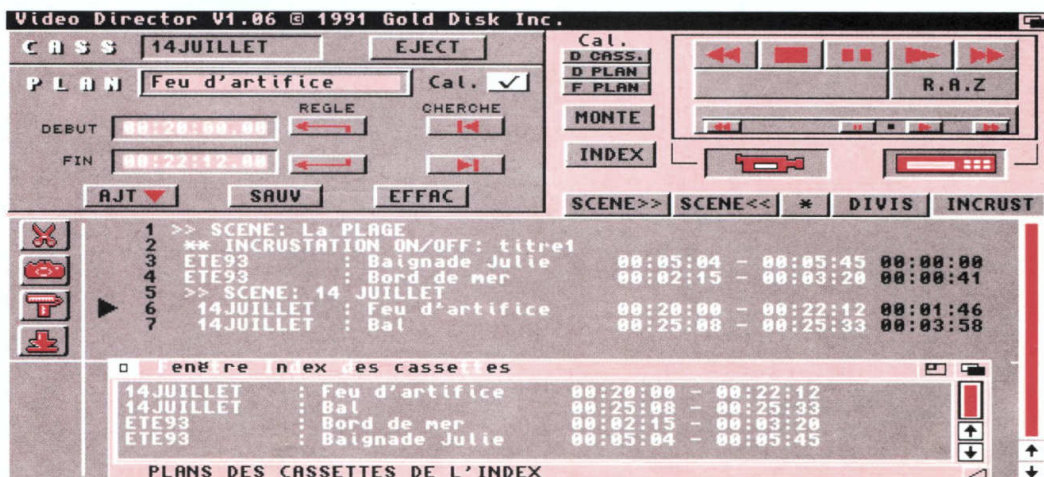 Video Director V1.06 © 1991 Gold Disk Inc.
CASS 14JUILLET EJECT
PLAN Feu d'artifice Cal. ✓
REGLE CHERCHE
DEBUT 00:20:00.00
FIN 00:22:12.00
AJT SAUV EFFAC
Cal.
D CASS.
D PLAN
F PLAN
MONTE
INDEX
R.A.Z
SCENE>> SCENE<< * DIVIS INCRUST
1 >> SCENE: La PLAGE
2 ** INCRUSTATION ON/OFF: titre1
3 ETE93 : Baignade Julie 00:05:04 - 00:05:45 00:00:00
4 ETE93 : Bord de mer 00:02:15 - 00:03:20 00:00:41
5 >> SCENE: 14 JUILLET
6 14JUILLET : Feu d'artifice 00:20:00 - 00:22:12 00:01:46
7 14JUILLET : Bal 00:25:08 - 00:25:33 00:03:58
Fenêtre Index des cassettes
14JUILLET : Feu d'artifice 00:20:00 - 00:22:12
14JUILLET : Bal 00:25:08 - 00:25:33
ETE93 : Bord de mer 00:02:15 - 00:03:20
ETE93 : Baignade Julie 00:05:04 - 00:05:45
PLANS DES CASSETTES DE L'INDEX